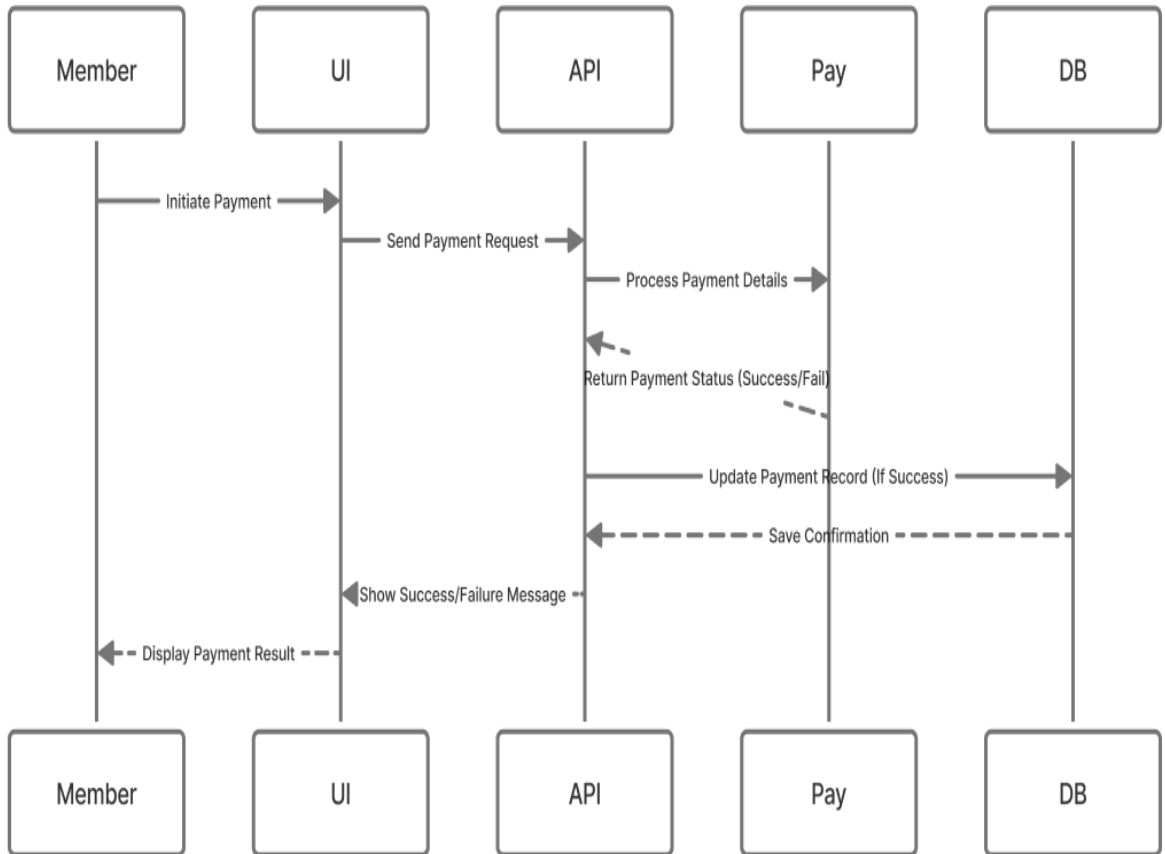 Member
UI
API
Pay
DB
Initiate Payment
Send Payment Request
Process Payment Details
Return Payment Status (Success/Fail)
Update Payment Record (If Success)
Save Confirmation
Show Success/Failure Message
Display Payment Result
Member
UI
API
Pay
DB